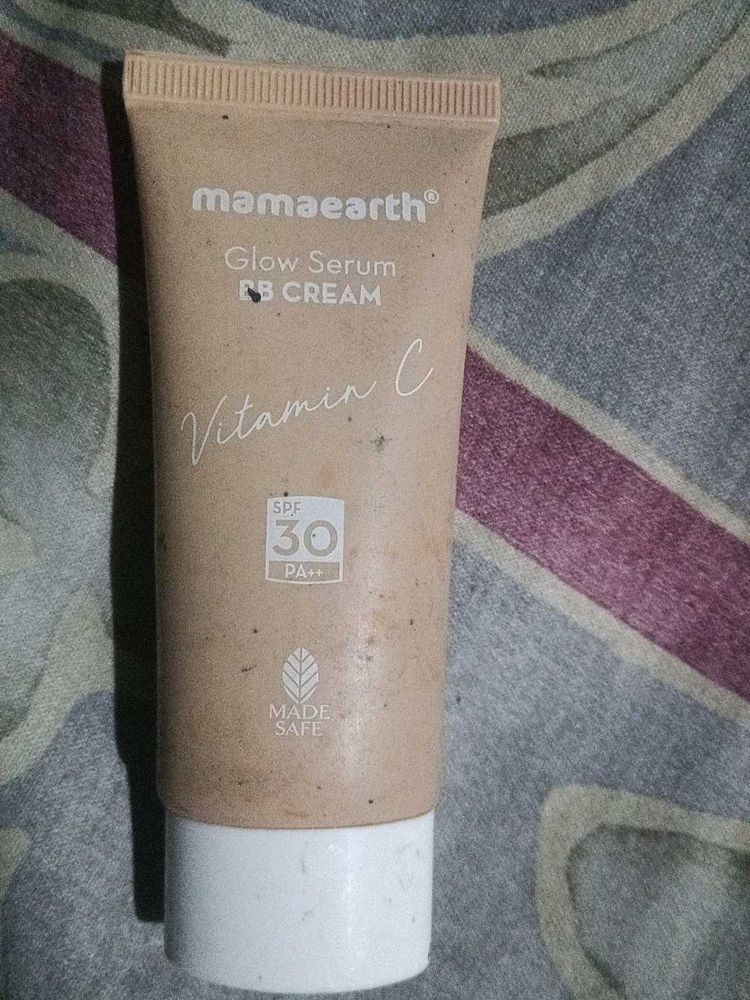 mamaearth®
Glow Serum
BB CREAM
Vitamin C
SPF
30
PA++
MADE
SAFE